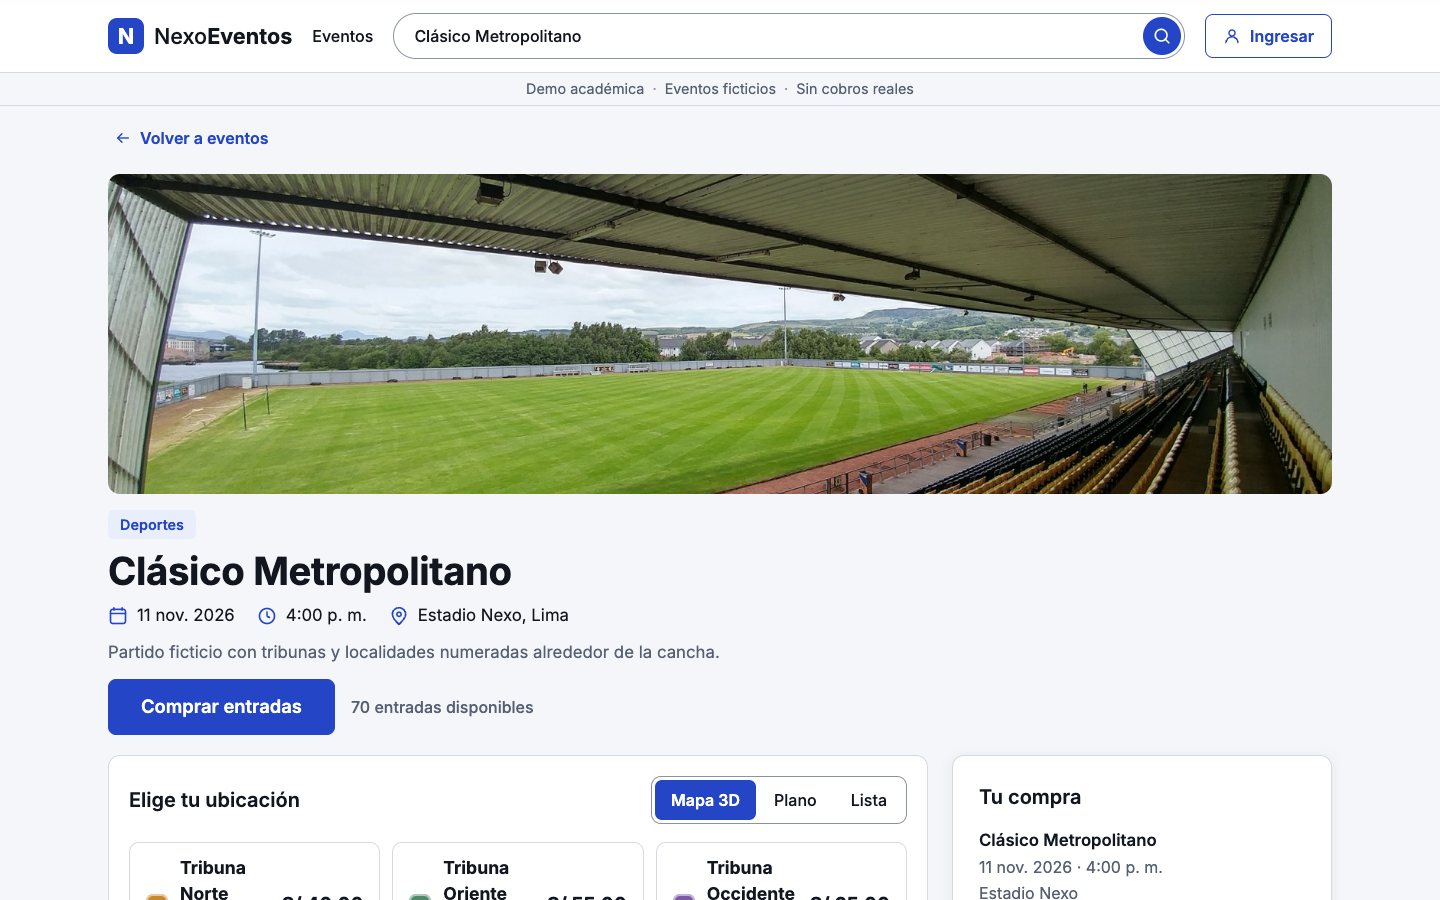 N NexoEventos
Eventos
Clásico Metropolitano
Ingresar
Demo académica · Eventos ficticios · Sin cobros reales
← Volver a eventos
Deportes
Clásico Metropolitano
11 nov. 2026
4:00 p. m.
Estadio Nexo, Lima
Partido ficticio con tribunas y localidades numeradas alrededor de la cancha.
Comprar entradas
70 entradas disponibles
Elige tu ubicación
Mapa 3D
Plano
Lista
Tribuna
Norte
Tribuna
Oriente
Tribuna
Occidente
Tu compra
Clásico Metropolitano
11 nov. 2026 · 4:00 p. m.
Estadio Nexo